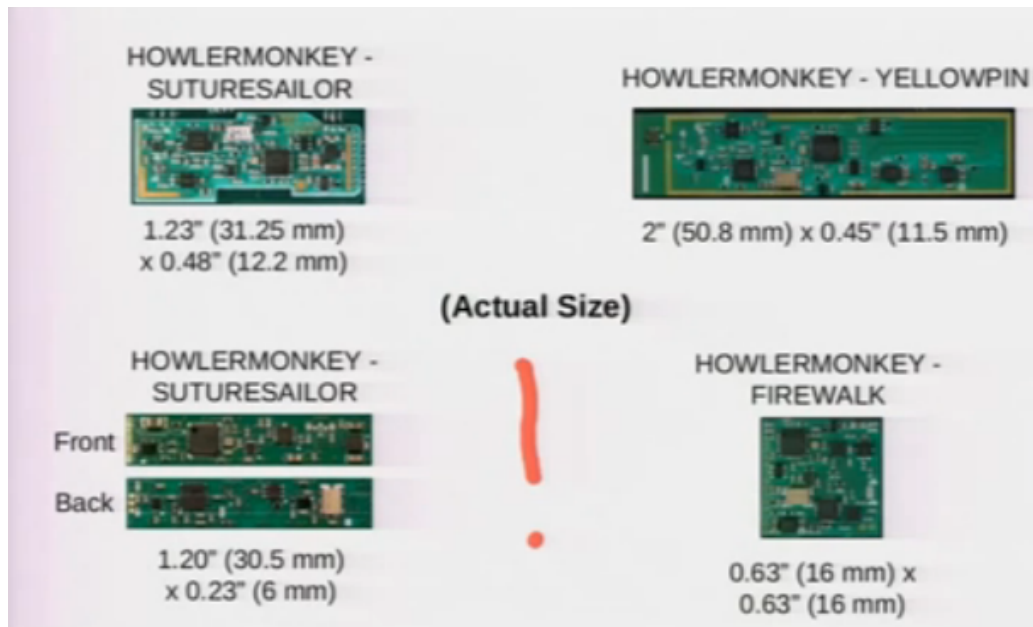 HOWLERMONKEY -
SUTURESAILOR
1.23” (31.25 mm)
x 0.48” (12.2 mm)
HOWLERMONKEY - YELLOWPIN
2” (50.8 mm) x 0.45” (11.5 mm)
(Actual Size)
HOWLERMONKEY -
SUTURESAILOR
Front
Back
1.20” (30.5 mm)
x 0.23” (6 mm)
HOWLERMONKEY -
FIREWALK
0.63” (16 mm) x
0.63” (16 mm)
!